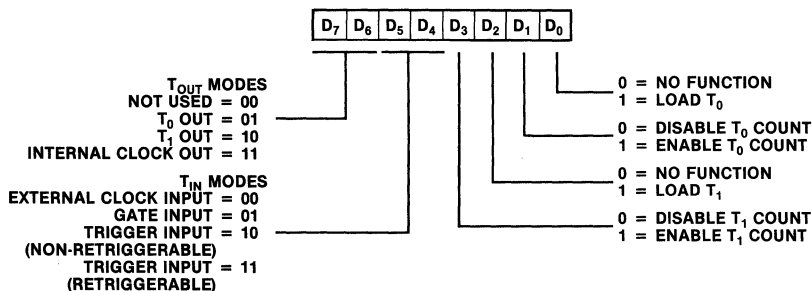 D7 D6 D5 D4 D3 D2 D1 D0
TOUT MODES
NOT USED = 00
T0 OUT = 01
T1 OUT = 10
INTERNAL CLOCK OUT = 11
TIN MODES
EXTERNAL CLOCK INPUT = 00
GATE INPUT = 01
TRIGGER INPUT = 10
(NON-RETRIGGERABLE)
TRIGGER INPUT = 11
(RETRIGGERABLE)
0 = NO FUNCTION
1 = LOAD T0
0 = DISABLE T0 COUNT
1 = ENABLE T0 COUNT
0 = NO FUNCTION
1 = LOAD T1
0 = DISABLE T1 COUNT
1 = ENABLE T1 COUNT